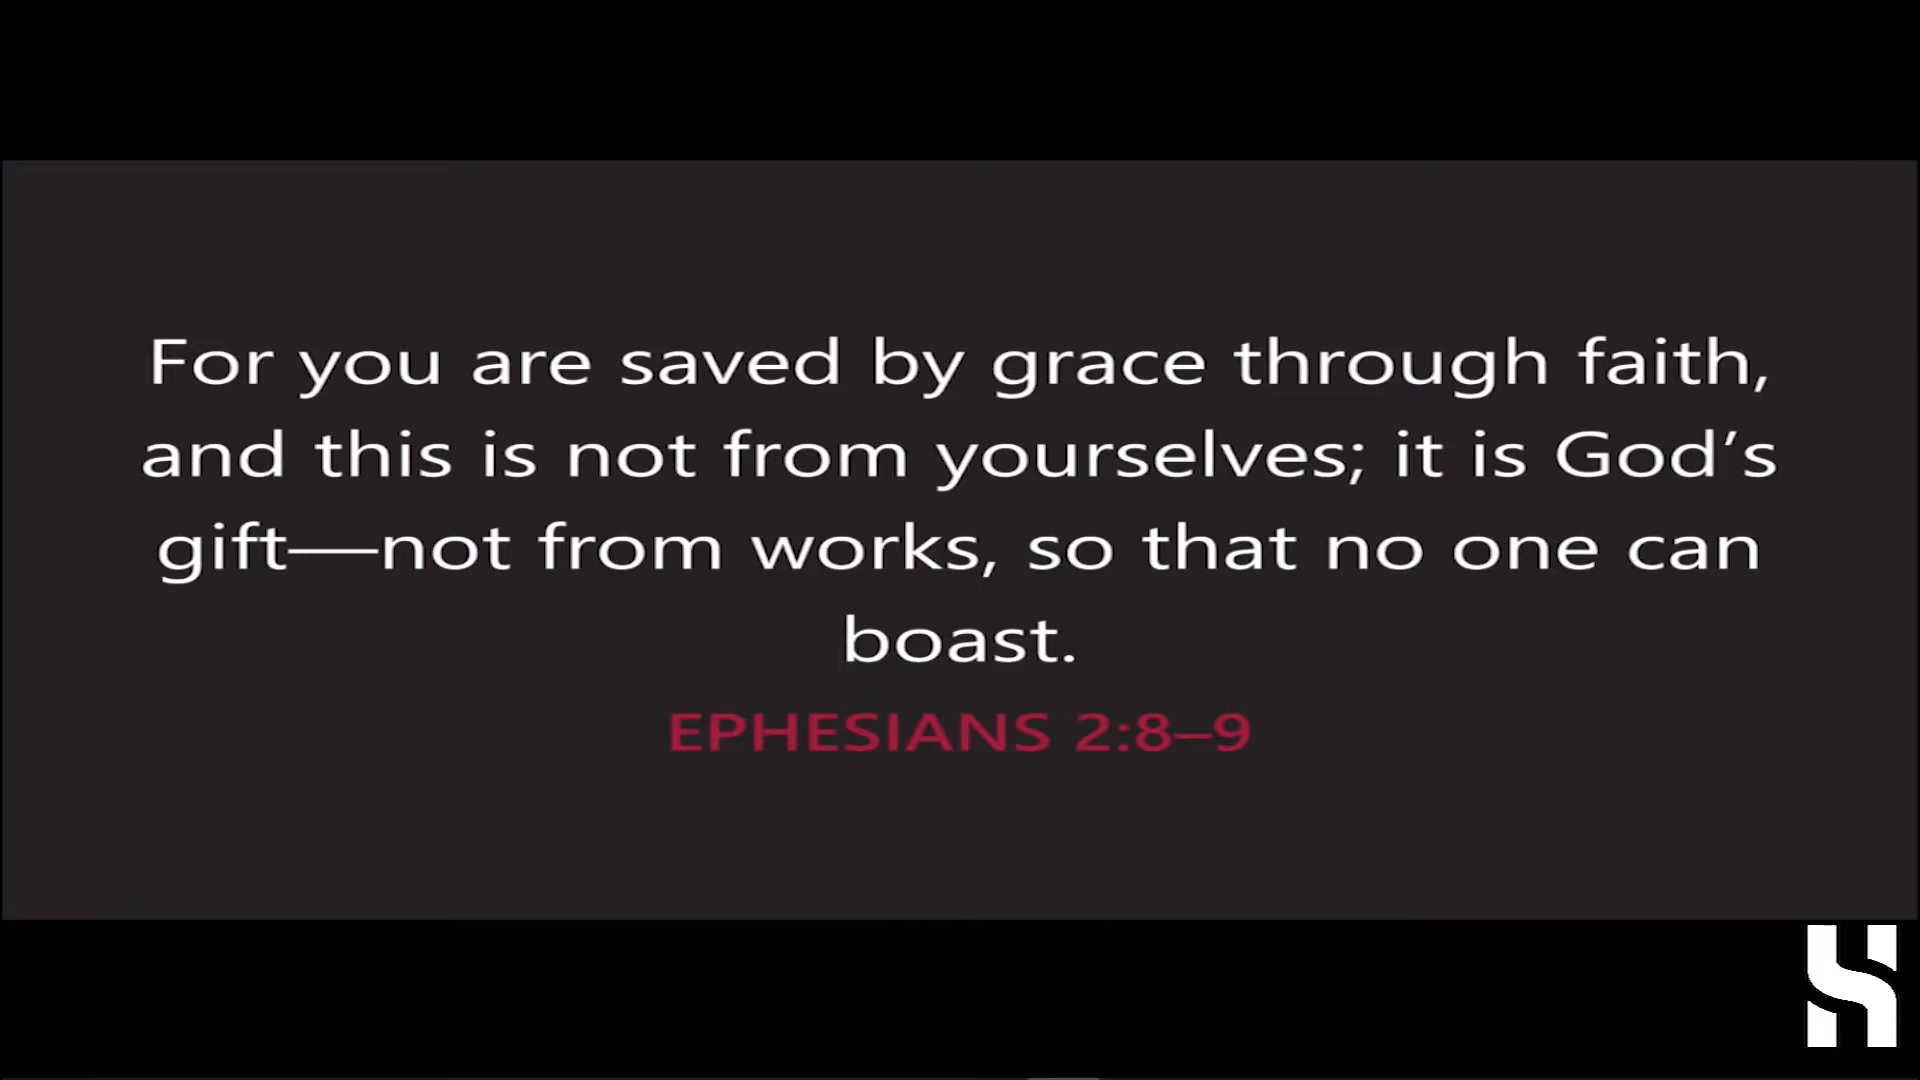 For you are saved by grace through faith,
and this is not from yourselves; it is God’s
gift—not from works, so that no one can
boast.
EPHESIANS 2:8–9